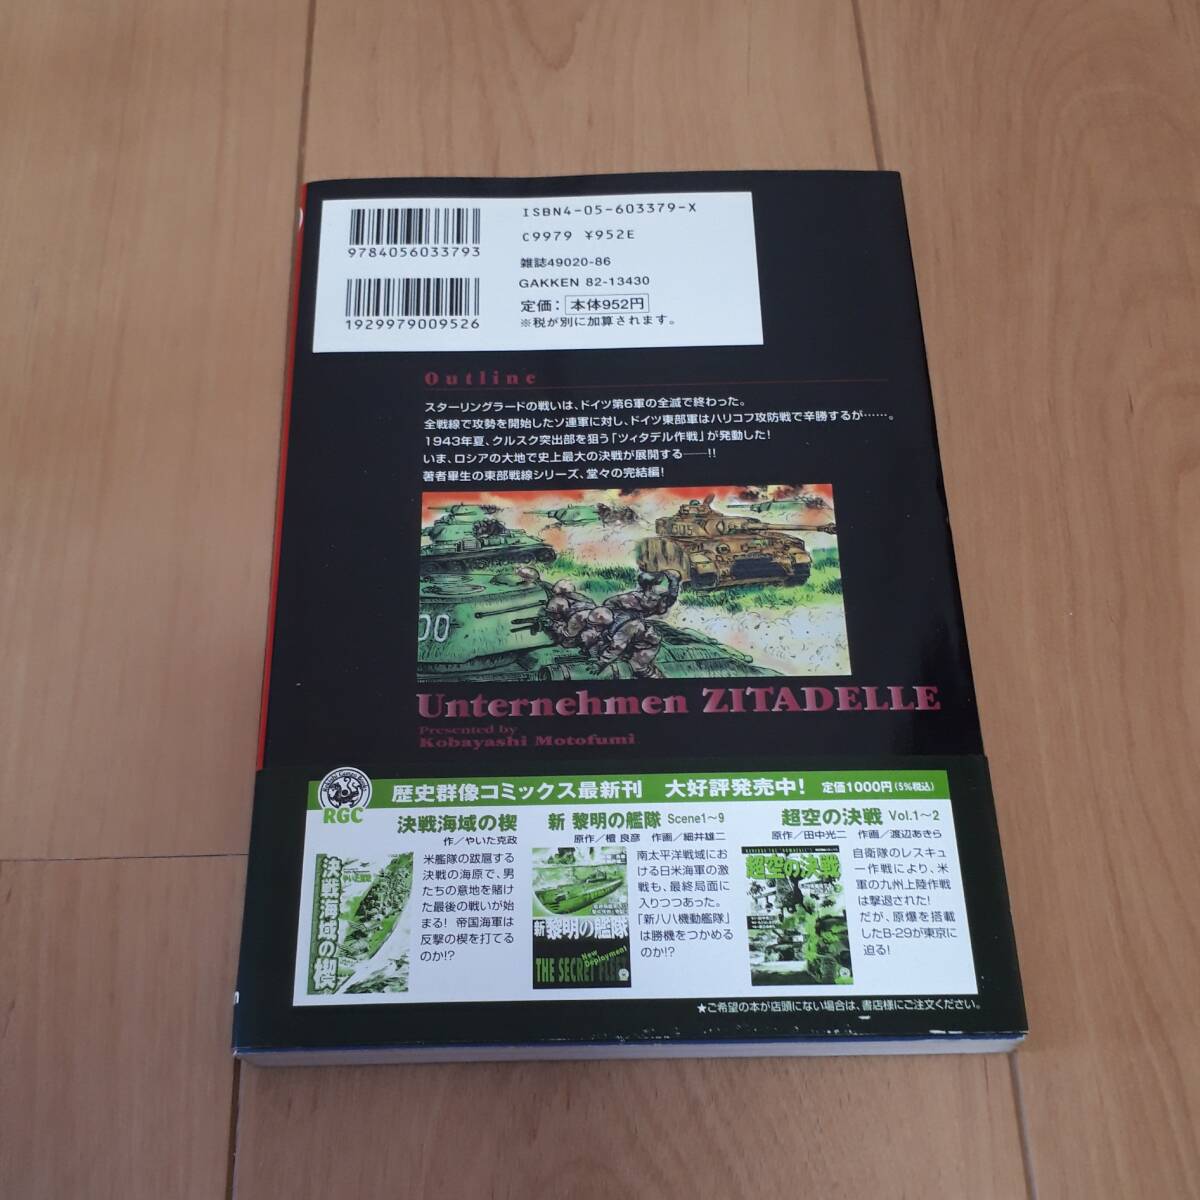 ISBN4-05-603379-X
C9979 ¥952E
9784056033793
雑誌49020-86
GAKKEN 82-13430
定価：本体952円
※税が別に加算されます。
1929979009526
Outline
スターリングラードの戦いは、ドイツ第6軍の全滅で終わった。
全戦線で攻勢を開始したソ連軍に対し、ドイツ東部軍はハリコフ攻防戦で辛勝するが……。
1943年夏、クルスク突出部を狙う「ツィタデル作戦」が発動した！
いま、ロシアの大地で史上最大の決戦が展開する──!!
著者畢生の東部戦線シリーズ、堂々の完結編！
605
00
Unternehmen ZITADELLE
Presented by
Kobayashi Motofumi
RGC
歴史群像コミックス最新刊 大好評発売中！ 定価1000円（5％税込）
決戦海域の楔
作／やいた克政
決戦海域の楔
米艦隊の跋扈する
決戦の海原で、男
たちの意地を賭け
た最後の戦いが始
まる！ 帝国海軍は
反撃の楔を打てる
のか!?
新 黎明の艦隊 Scene1〜9
原作／檀 良彦 作画／細井雄二
新 黎明の艦隊
New Deployment
THE SECRET FLEET
南太平洋戦域にお
ける日米海軍の激
戦も、最終局面に
入りつつあった。
「新八八機動艦隊」
は勝機をつかめる
のか!?
超空の決戦 Vol.1〜2
原作／田中光二 作画／渡辺あきら
超空の決戦
自衛隊のレスキュ
ー作戦により、米
軍の九州上陸作戦
は撃退された！
だが、原爆を搭載
したB-29が東京に
迫る！
★ご希望の本が店頭にない場合は、書店様にご注文ください。